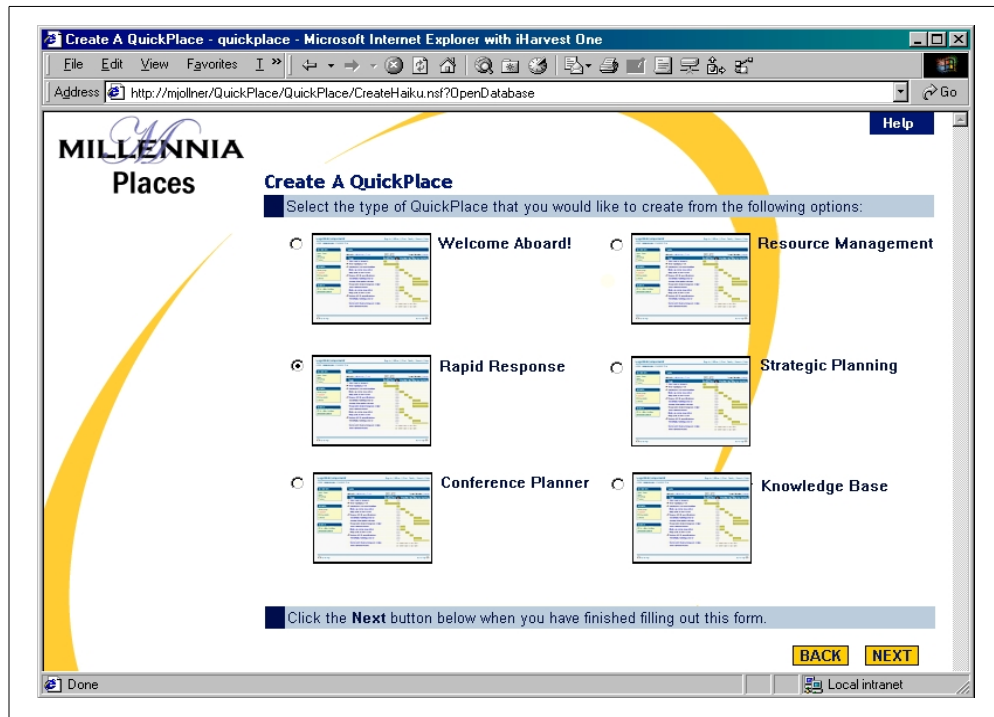 Create A QuickPlace - quickplace - Microsoft Internet Explorer with iHarvest One
File Edit View Favorites I »
Address http://mjollner/QuickPlace/QuickPlace/CreateHaiku.nsf?OpenDatabase Go
Help
M
MILLENNIA
Places
Create A QuickPlace
Select the type of QuickPlace that you would like to create from the following options:
Welcome Aboard! Resource Management
Rapid Response Strategic Planning
Conference Planner Knowledge Base
Click the Next button below when you have finished filling out this form.
BACK NEXT
Done Local intranet